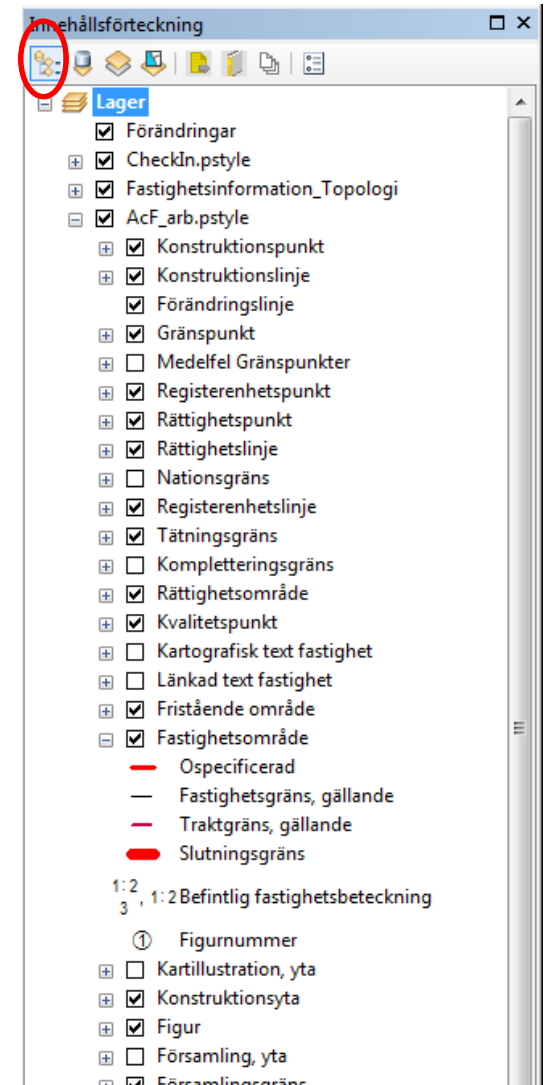 Innehållsförteckning
Lager
Förändringar
CheckIn.pstyle
Fastighetsinformation_Topologi
AcF_arb.pstyle
Konstruktionspunkt
Konstruktionslinje
Förändringslinje
Gränspunkt
Medelfel Gränspunkter
Registerenhetspunkt
Rättighetspunkt
Rättighetslinje
Nationsgräns
Registerenhetslinje
Tätningsgräns
Kompletteringsgräns
Rättighetsområde
Kvalitetspunkt
Kartografisk text fastighet
Länkad text fastighet
Fristående område
Fastighetsområde
Ospecificerad
Fastighetsgräns, gällande
Traktgräns, gällande
Slutningsgräns
1:2
3 , 1:2 Befintlig fastighetsbeteckning
1 Figurnummer
Kartillustration, yta
Konstruktionsyta
Figur
Församling, yta
Församlingsgräns